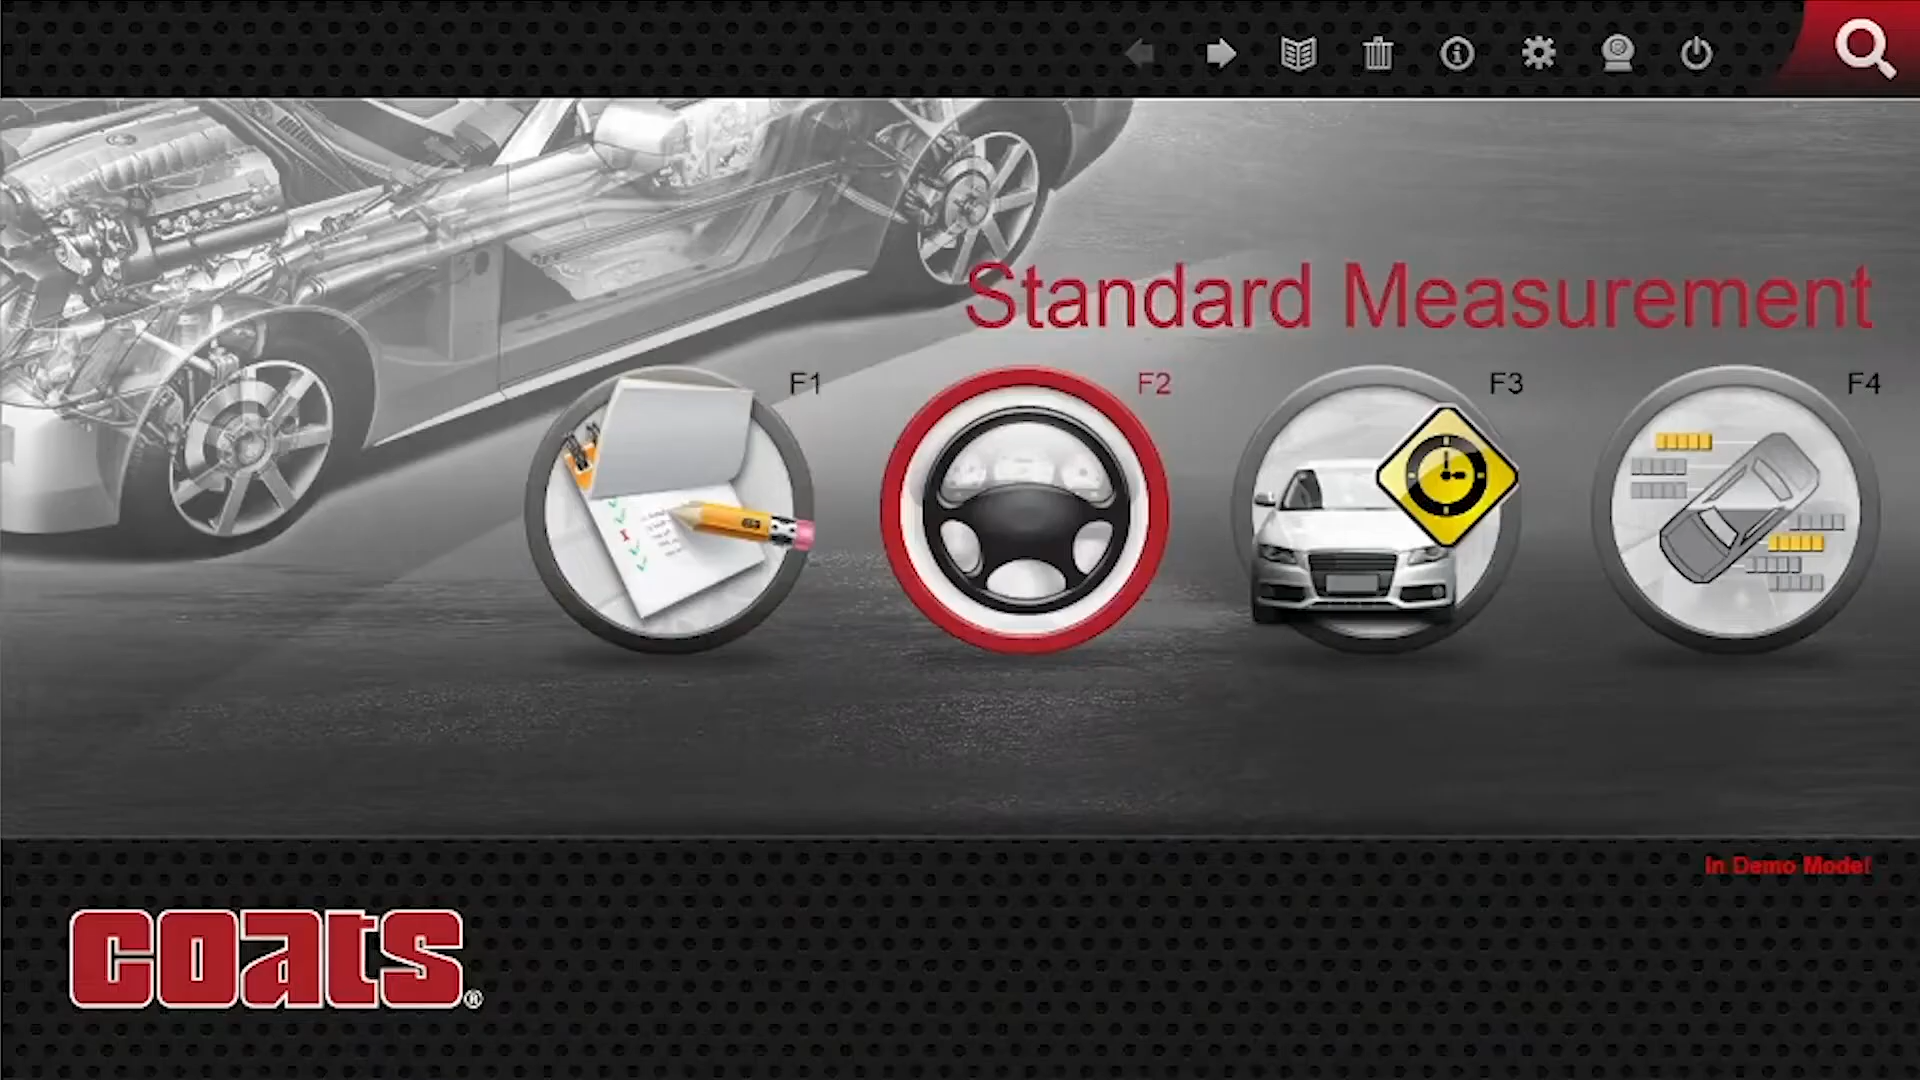 Standard Measurement
F1
F2
F3
F4
In Demo Mode!
coats®